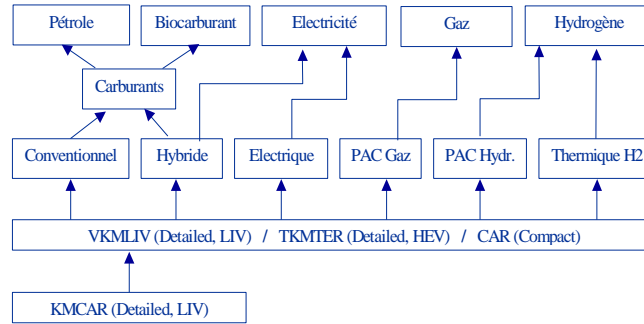 Pétrole
Biocarburant
Electricité
Gaz
Hydrogène
Carburants
Conventionnel
Hybride
Electrique
PAC Gaz
PAC Hydr.
Thermique H2
VKMLIV (Detailed, LIV) / TKMTER (Detailed, HEV) / CAR (Compact)
KMCAR (Detailed, LIV)